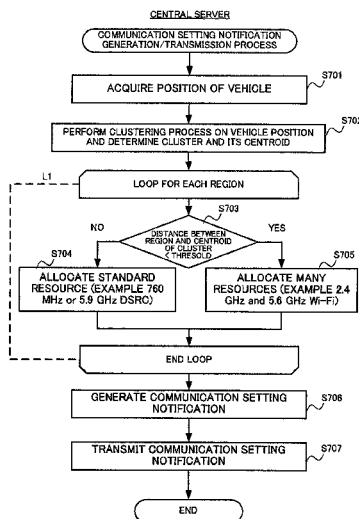 CENTRAL SERVER
COMMUNICATION SETTING NOTIFICATION
GENERATION/TRANSMISSION PROCESS
S701
ACQUIRE POSITION OF VEHICLE
S702
PERFORM CLUSTERING PROCESS ON VEHICLE POSITION
AND DETERMINE CLUSTER AND ITS CENTROID
L1
LOOP FOR EACH REGION
S703
NO
DISTANCE BETWEEN
REGION AND CENTROID
OF CLUSTER
< THRESOLD
YES
S704
ALLOCATE STANDARD
RESOURCE (EXAMPLE 760
MHz or 5.9 GHz DSRC)
S705
ALLOCATE MANY
RESOURCES (EXAMPLE 2.4
GHz and 5.6 GHz Wi-Fi)
END LOOP
S706
GENERATE COMMUNICATION SETTING
NOTIFICATION
S707
TRANSMIT COMMUNICATION SETTING
NOTIFICATION
END